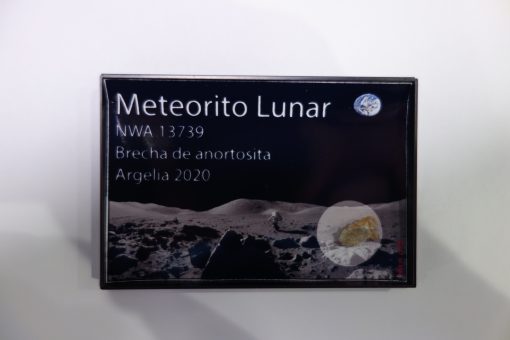 Meteorito Lunar
NWA 13739
Brecha de anortosita
Argelia 2020